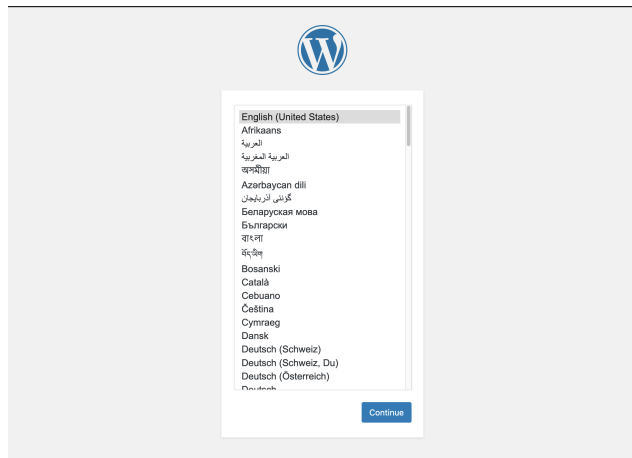 English (United States)
Afrikaans
العربية
العربية المغربية
অসমীয়া
Azərbaycan dili
گؤنئی آذربایجان
Беларуская мова
Български
বাংলা
བོད་ཡིག
Bosanski
Català
Cebuano
Čeština
Cymraeg
Dansk
Deutsch (Schweiz)
Deutsch (Schweiz, Du)
Deutsch (Österreich)
Deutsch
Continue